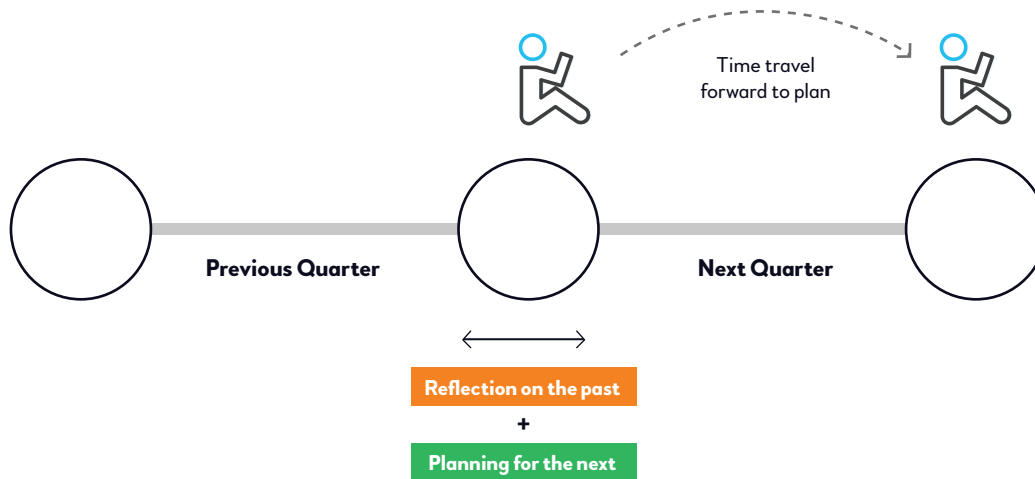 Time travel
forward to plan
Previous Quarter
Next Quarter
Reflection on the past
+
Planning for the next